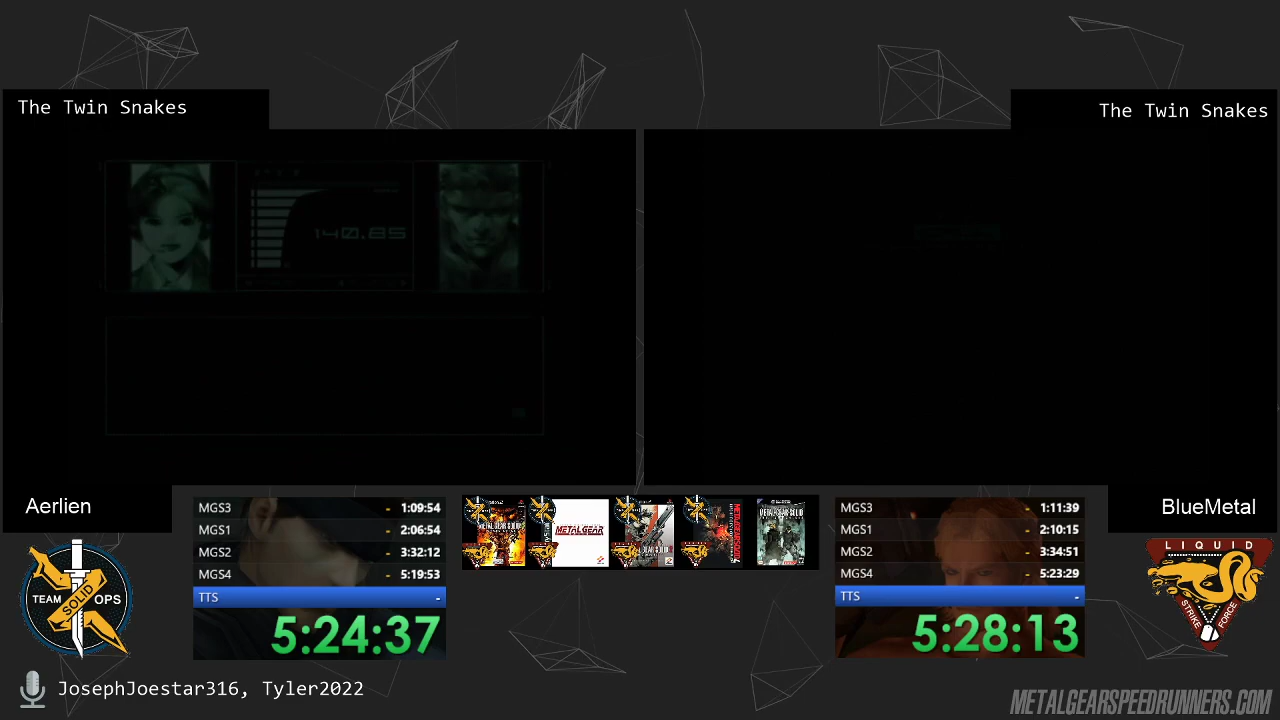 The Twin Snakes
The Twin Snakes
140.85
Aerlien
BlueMetal
MGS3 - 1:09:54
MGS1 - 2:06:54
MGS2 - 3:32:12
MGS4 - 5:19:53
TTS -
5:24:37
MGS3 - 1:11:39
MGS1 - 2:10:15
MGS2 - 3:34:51
MGS4 - 5:23:29
TTS -
5:28:13
TEAM SOLID OPS
LIQUID
STRIKE FORCE
JosephJoestar316, Tyler2022
METALGEARSPEEDRUNNERS.COM